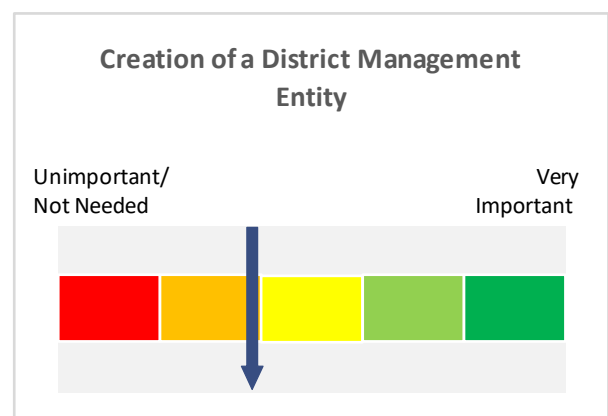 Creation of a District Management
Entity
Unimportant/
Not Needed
Very
Important